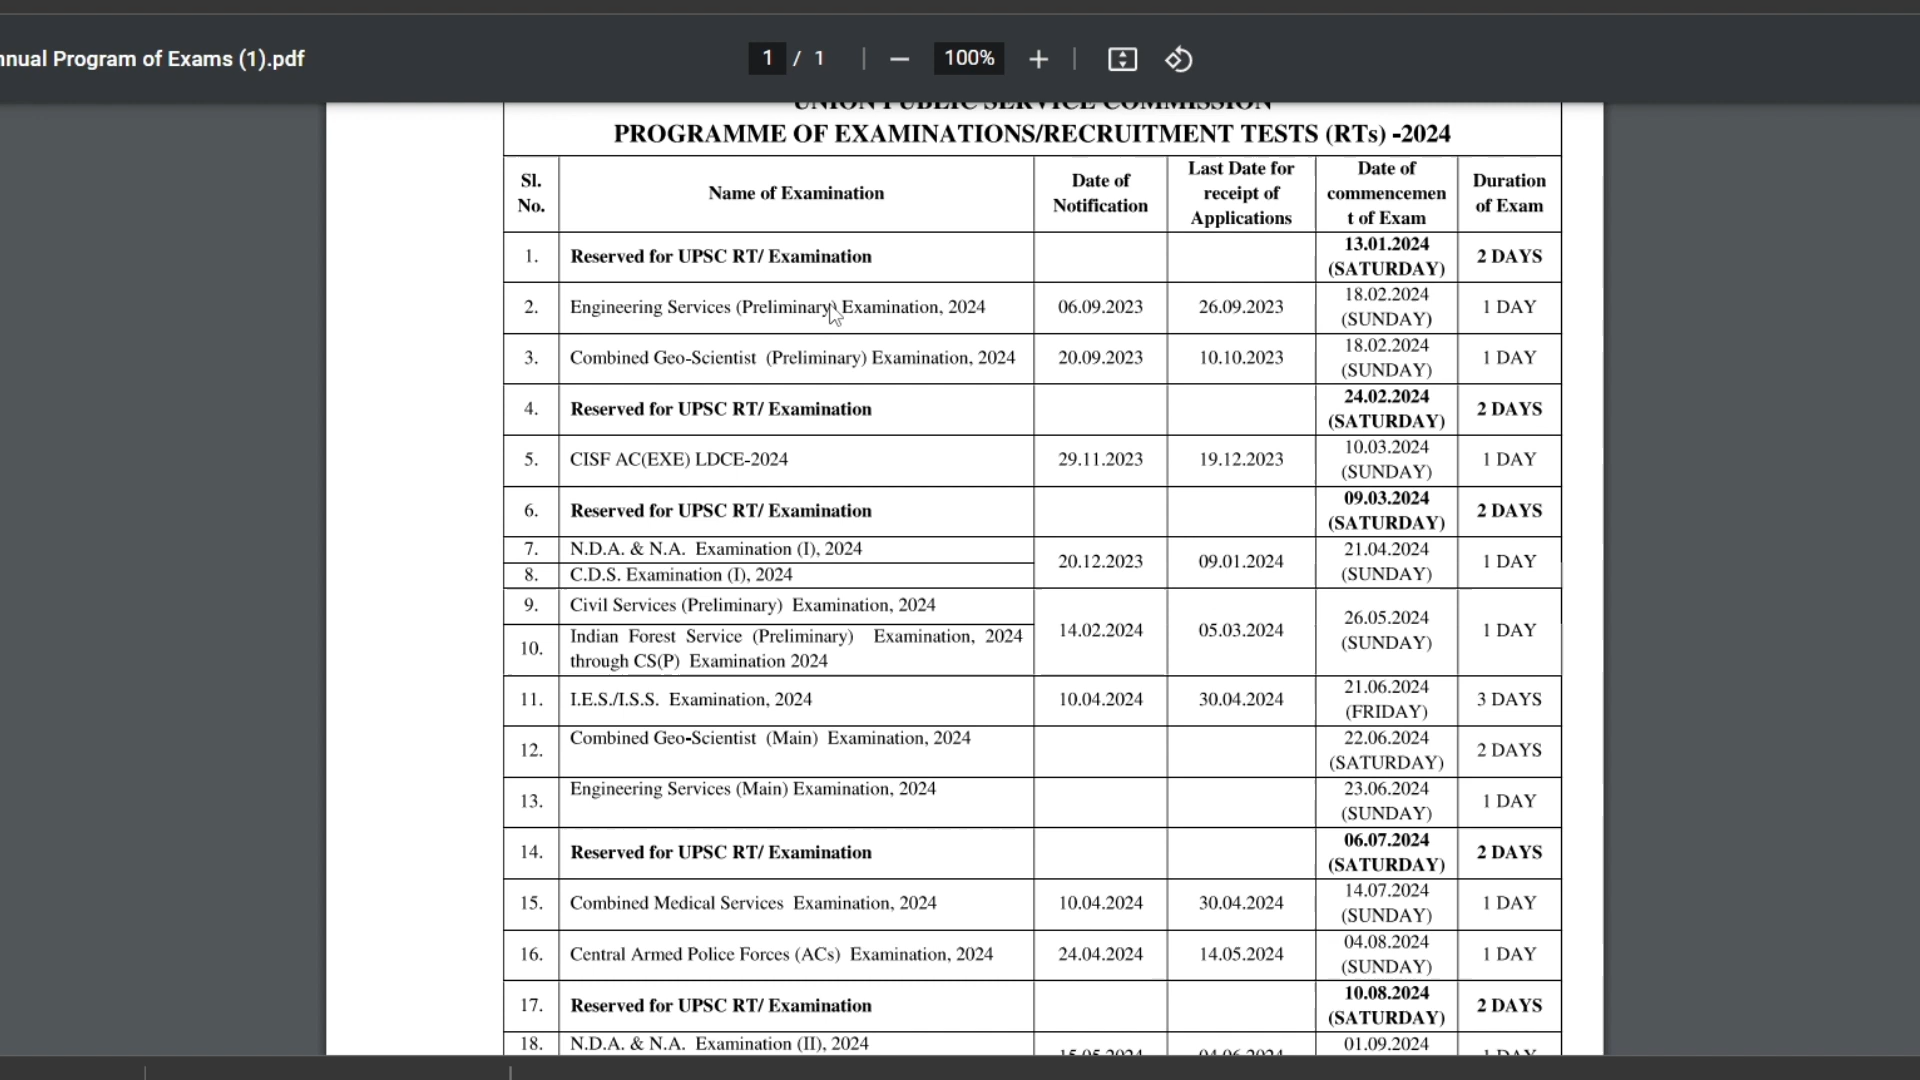 nnual Program of Exams (1).pdf
1 / 1
100%
UNION PUBLIC SERVICE COMMISSION
PROGRAMME OF EXAMINATIONS/RECRUITMENT TESTS (RTs) -2024
Sl. No. Name of Examination Date of Notification Last Date for receipt of Applications Date of commencemen t of Exam Duration of Exam
1. Reserved for UPSC RT/ Examination 13.01.2024 (SATURDAY) 2 DAYS
2. Engineering Services (Preliminary) Examination, 2024 06.09.2023 26.09.2023 18.02.2024 (SUNDAY) 1 DAY
3. Combined Geo-Scientist (Preliminary) Examination, 2024 20.09.2023 10.10.2023 18.02.2024 (SUNDAY) 1 DAY
4. Reserved for UPSC RT/ Examination 24.02.2024 (SATURDAY) 2 DAYS
5. CISF AC(EXE) LDCE-2024 29.11.2023 19.12.2023 10.03.2024 (SUNDAY) 1 DAY
6. Reserved for UPSC RT/ Examination 09.03.2024 (SATURDAY) 2 DAYS
7. N.D.A. & N.A. Examination (I), 2024 20.12.2023 09.01.2024 21.04.2024 (SUNDAY) 1 DAY
8. C.D.S. Examination (I), 2024
9. Civil Services (Preliminary) Examination, 2024 14.02.2024 05.03.2024 26.05.2024 (SUNDAY) 1 DAY
10. Indian Forest Service (Preliminary) Examination, 2024
through CS(P) Examination 2024
11. I.E.S./I.S.S. Examination, 2024 10.04.2024 30.04.2024 21.06.2024 (FRIDAY) 3 DAYS
12. Combined Geo-Scientist (Main) Examination, 2024 22.06.2024 (SATURDAY) 2 DAYS
13. Engineering Services (Main) Examination, 2024 23.06.2024 (SUNDAY) 1 DAY
14. Reserved for UPSC RT/ Examination 06.07.2024 (SATURDAY) 2 DAYS
15. Combined Medical Services Examination, 2024 10.04.2024 30.04.2024 14.07.2024 (SUNDAY) 1 DAY
16. Central Armed Police Forces (ACs) Examination, 2024 24.04.2024 14.05.2024 04.08.2024 (SUNDAY) 1 DAY
17. Reserved for UPSC RT/ Examination 10.08.2024 (SATURDAY) 2 DAYS
18. N.D.A. & N.A. Examination (II), 2024 15.05.2024 04.06.2024 01.09.2024 1 DAY